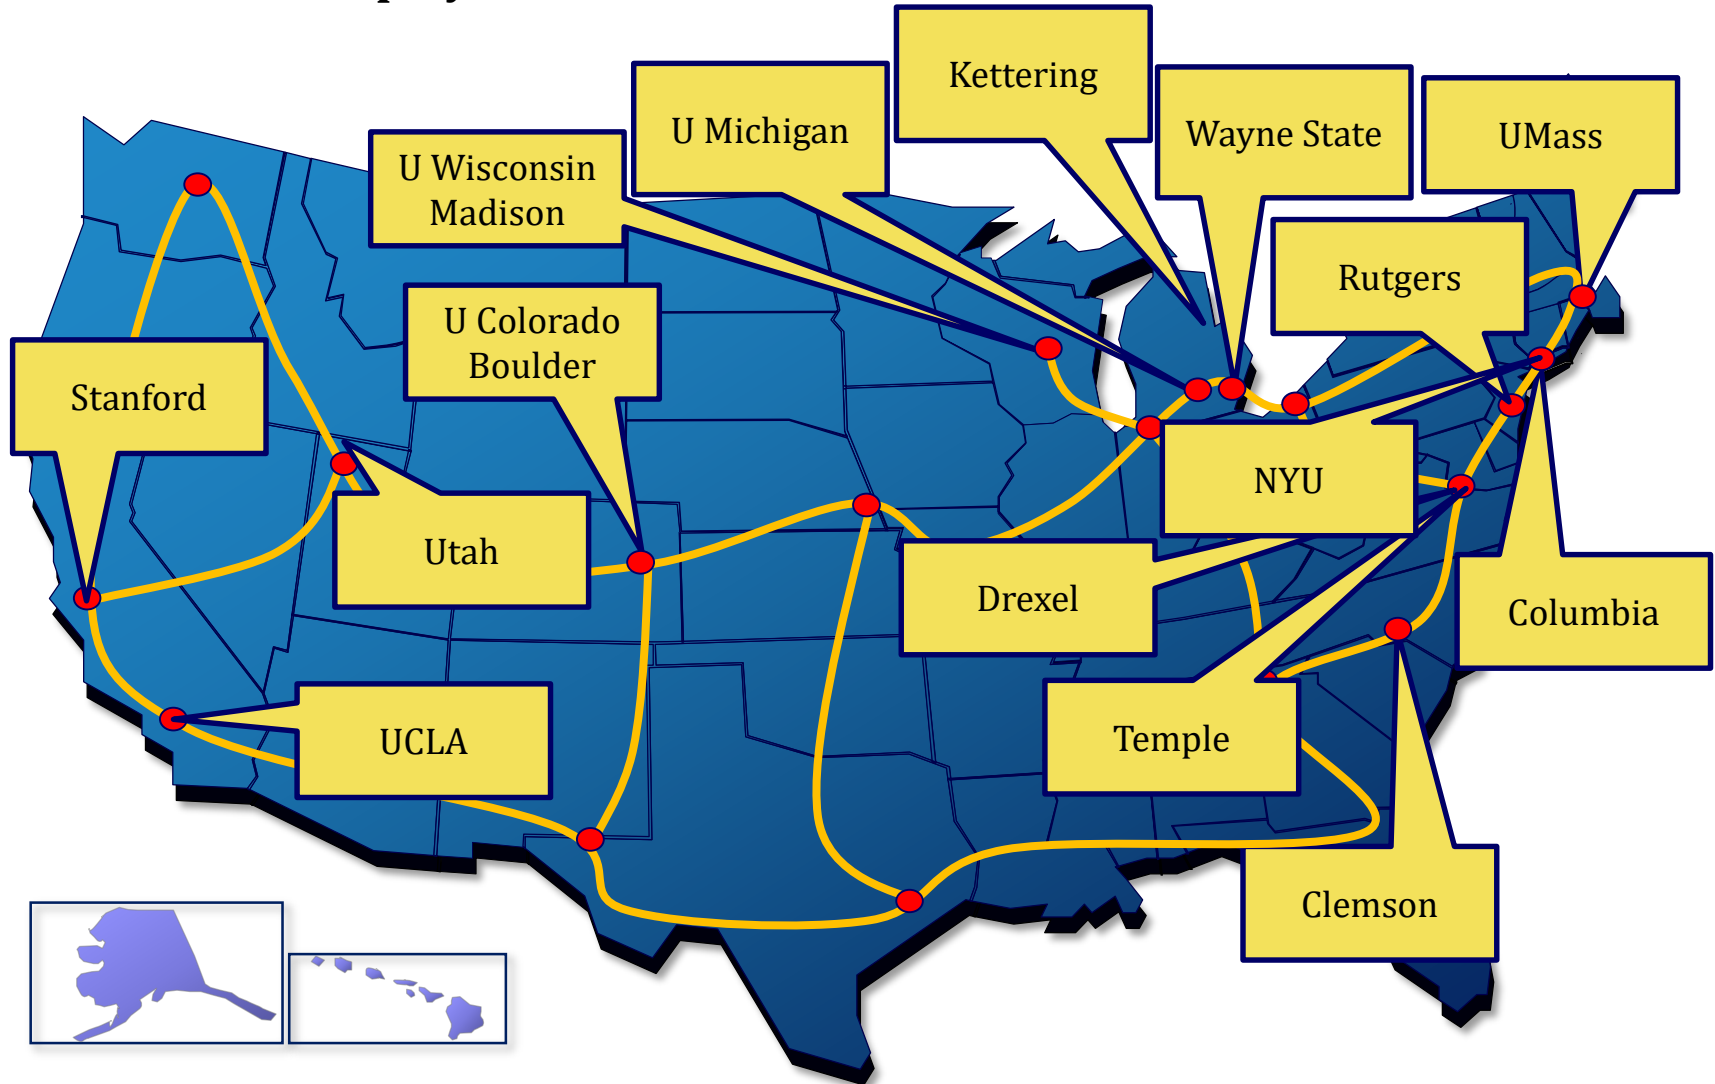 Kettering
U Michigan
Wayne State
UMass
U Wisconsin
Madison
Rutgers
U Colorado
Boulder
Stanford
NYU
Utah
Drexel
Columbia
UCLA
Temple
Clemson